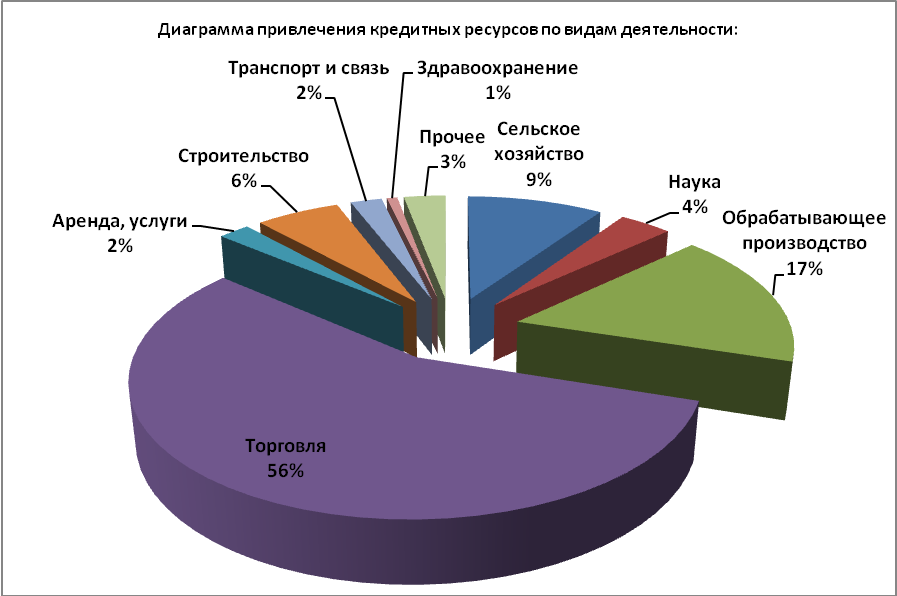 Диаграмма привлечения кредитных ресурсов по видам деятельности:
Транспорт и связь
2%
Здравоохранение
1%
Прочее
3%
Сельское
хозяйство
9%
Строительство
6%
Наука
4%
Аренда, услуги
2%
Обрабатывающее
производство
17%
Торговля
56%